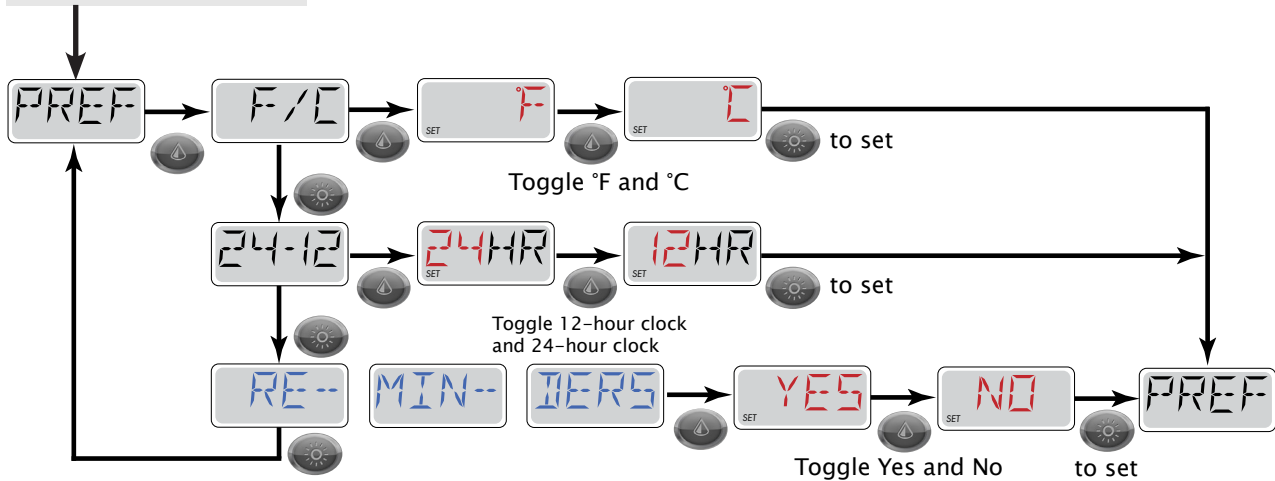 PREF
F/C
SET °F
SET °C
to set
Toggle °F and °C
24-12
SET 24HR
SET 12HR
to set
Toggle 12-hour clock
and 24-hour clock
RE--
MIN--
DERS
SET YES
SET NO
PREF
Toggle Yes and No
to set